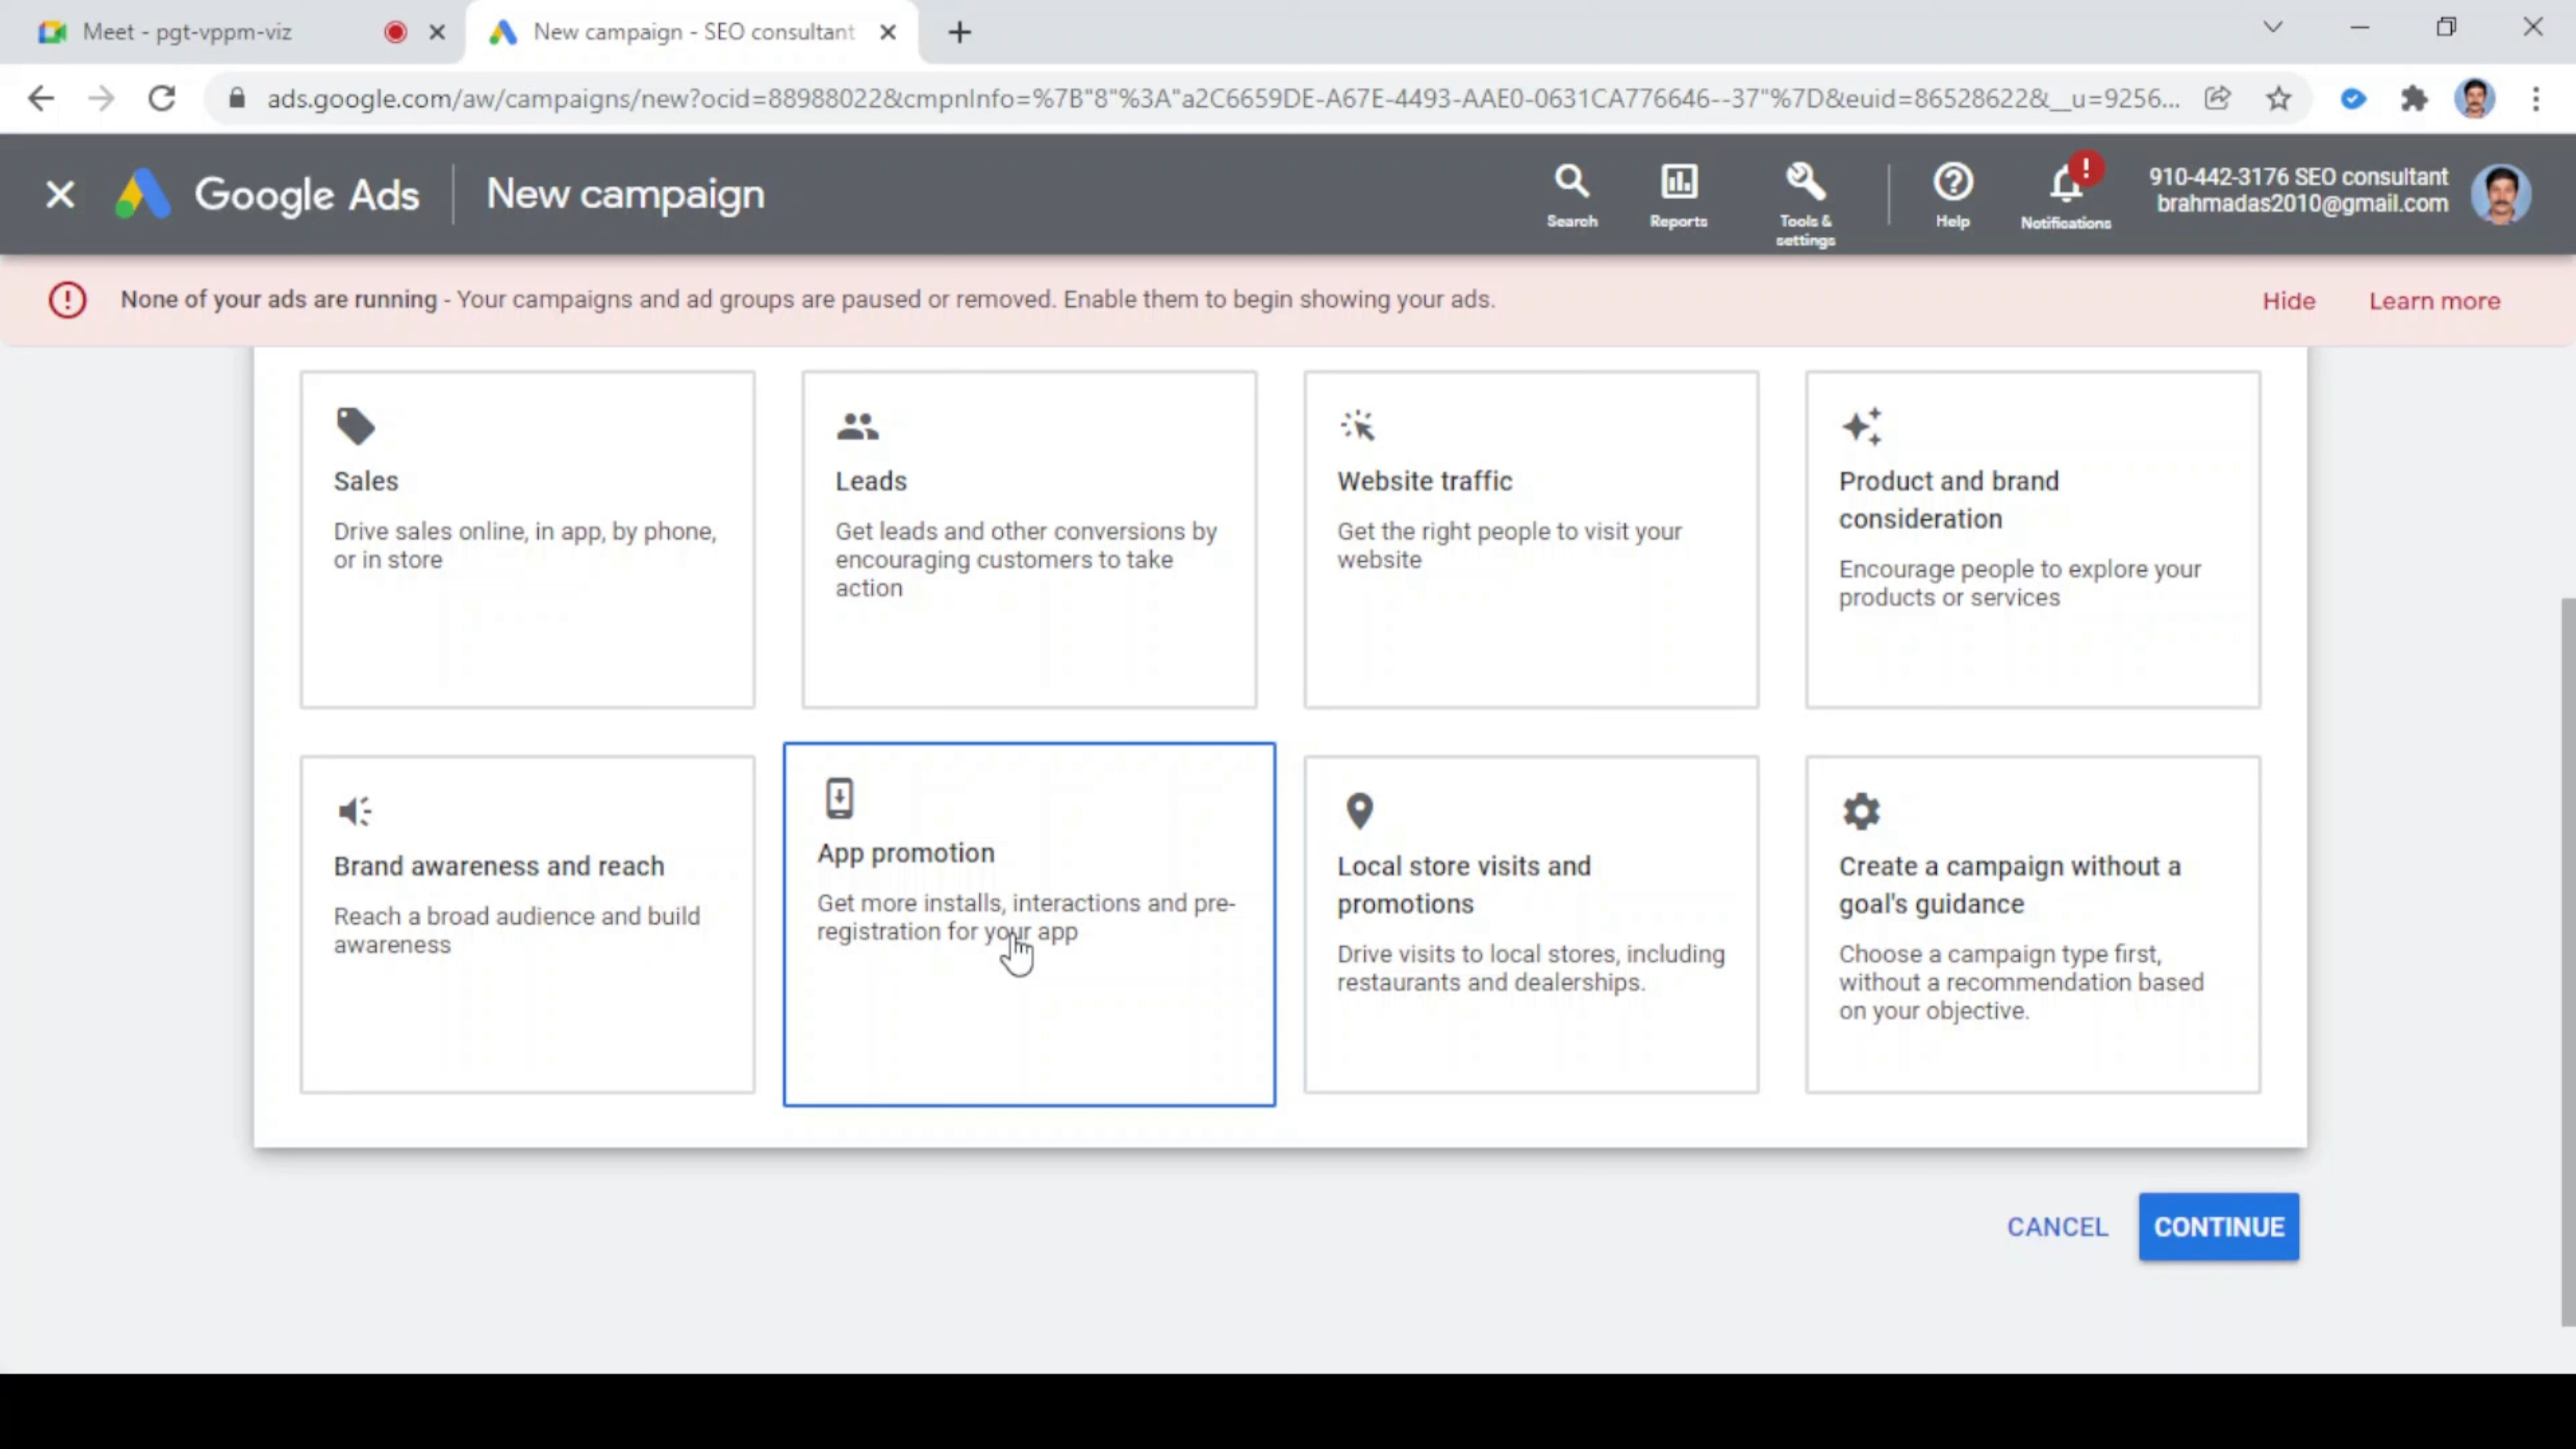 Meet - pgt-vppm-viz
New campaign - SEO consultant
ads.google.com/aw/campaigns/new?ocid=88988022&cmpnInfo=%7B"8"%3A"a2C6659DE-A67E-4493-AAE0-0631CA776646--37"%7D&euid=86528622&__u=9256...
Google Ads
New campaign
Search
Reports
Tools &
settings
Help
Notifications
910-442-3176 SEO consultant
brahmadas2010@gmail.com
None of your ads are running - Your campaigns and ad groups are paused or removed. Enable them to begin showing your ads.
Hide
Learn more
Sales
Drive sales online, in app, by phone,
or in store
Leads
Get leads and other conversions by
encouraging customers to take
action
Website traffic
Get the right people to visit your
website
Product and brand
consideration
Encourage people to explore your
products or services
Brand awareness and reach
Reach a broad audience and build
awareness
App promotion
Get more installs, interactions and pre-
registration for your app
Local store visits and
promotions
Drive visits to local stores, including
restaurants and dealerships.
Create a campaign without a
goal's guidance
Choose a campaign type first,
without a recommendation based
on your objective.
CANCEL
CONTINUE